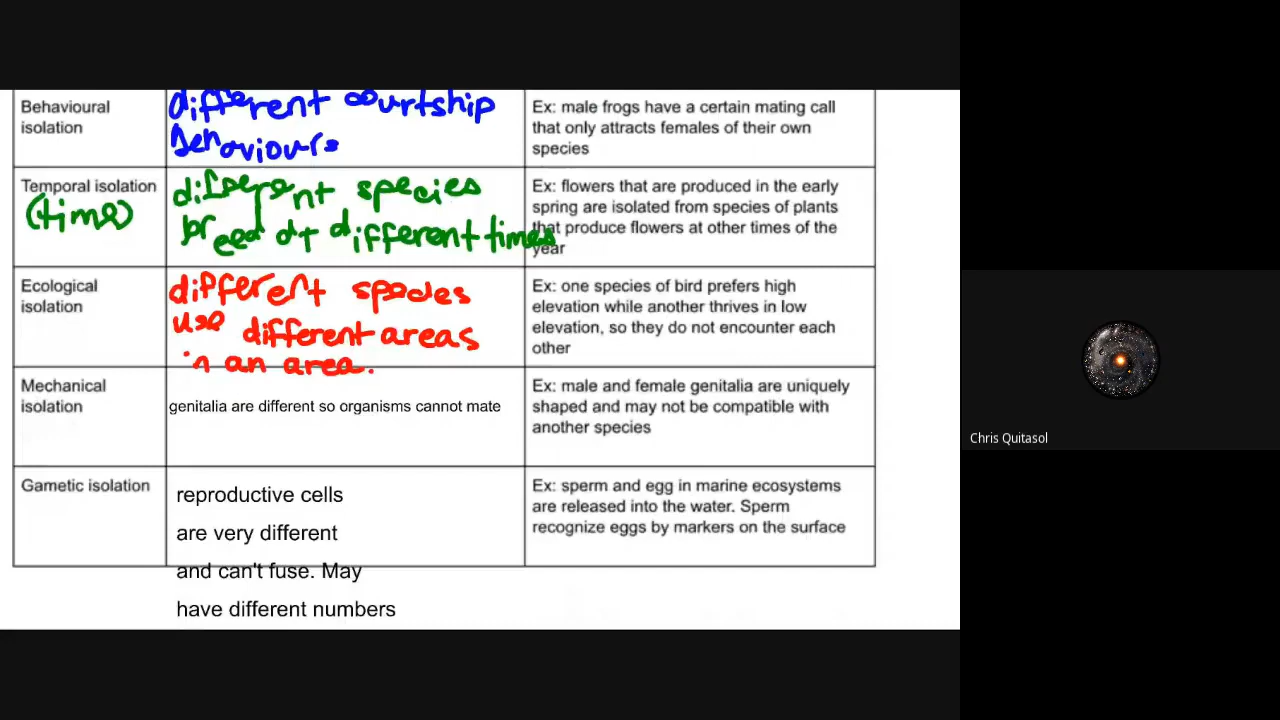 Behavioural
isolation
different courtship
behaviours
Ex: male frogs have a certain mating call
that only attracts females of their own
species
Temporal isolation
(time)
different species
breed at different times
Ex: flowers that are produced in the early
spring are isolated from species of plants
that produce flowers at other times of the
year
Ecological
isolation
different species
use different areas
in an area.
Ex: one species of bird prefers high
elevation while another thrives in low
elevation, so they do not encounter each
other
Mechanical
isolation
genitalia are different so organisms cannot mate
Ex: male and female genitalia are uniquely
shaped and may not be compatible with
another species
Gametic isolation
reproductive cells
are very different
and can't fuse. May
have different numbers
Ex: sperm and egg in marine ecosystems
are released into the water. Sperm
recognize eggs by markers on the surface
Chris Quitasol